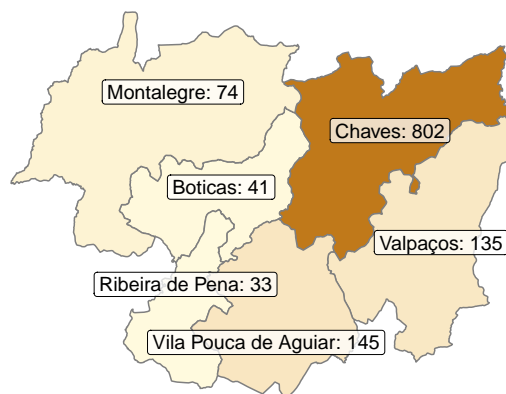 Montalegre: 74
Chaves: 802
Boticas: 41
Valpaços: 135
Ribeira de Pena: 33
Vila Pouca de Aguiar: 145